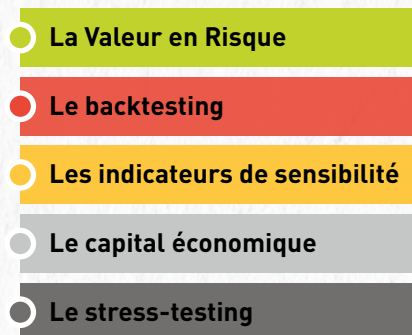 La Valeur en Risque
Le backtesting
Les indicateurs de sensibilité
Le capital économique
Le stress-testing